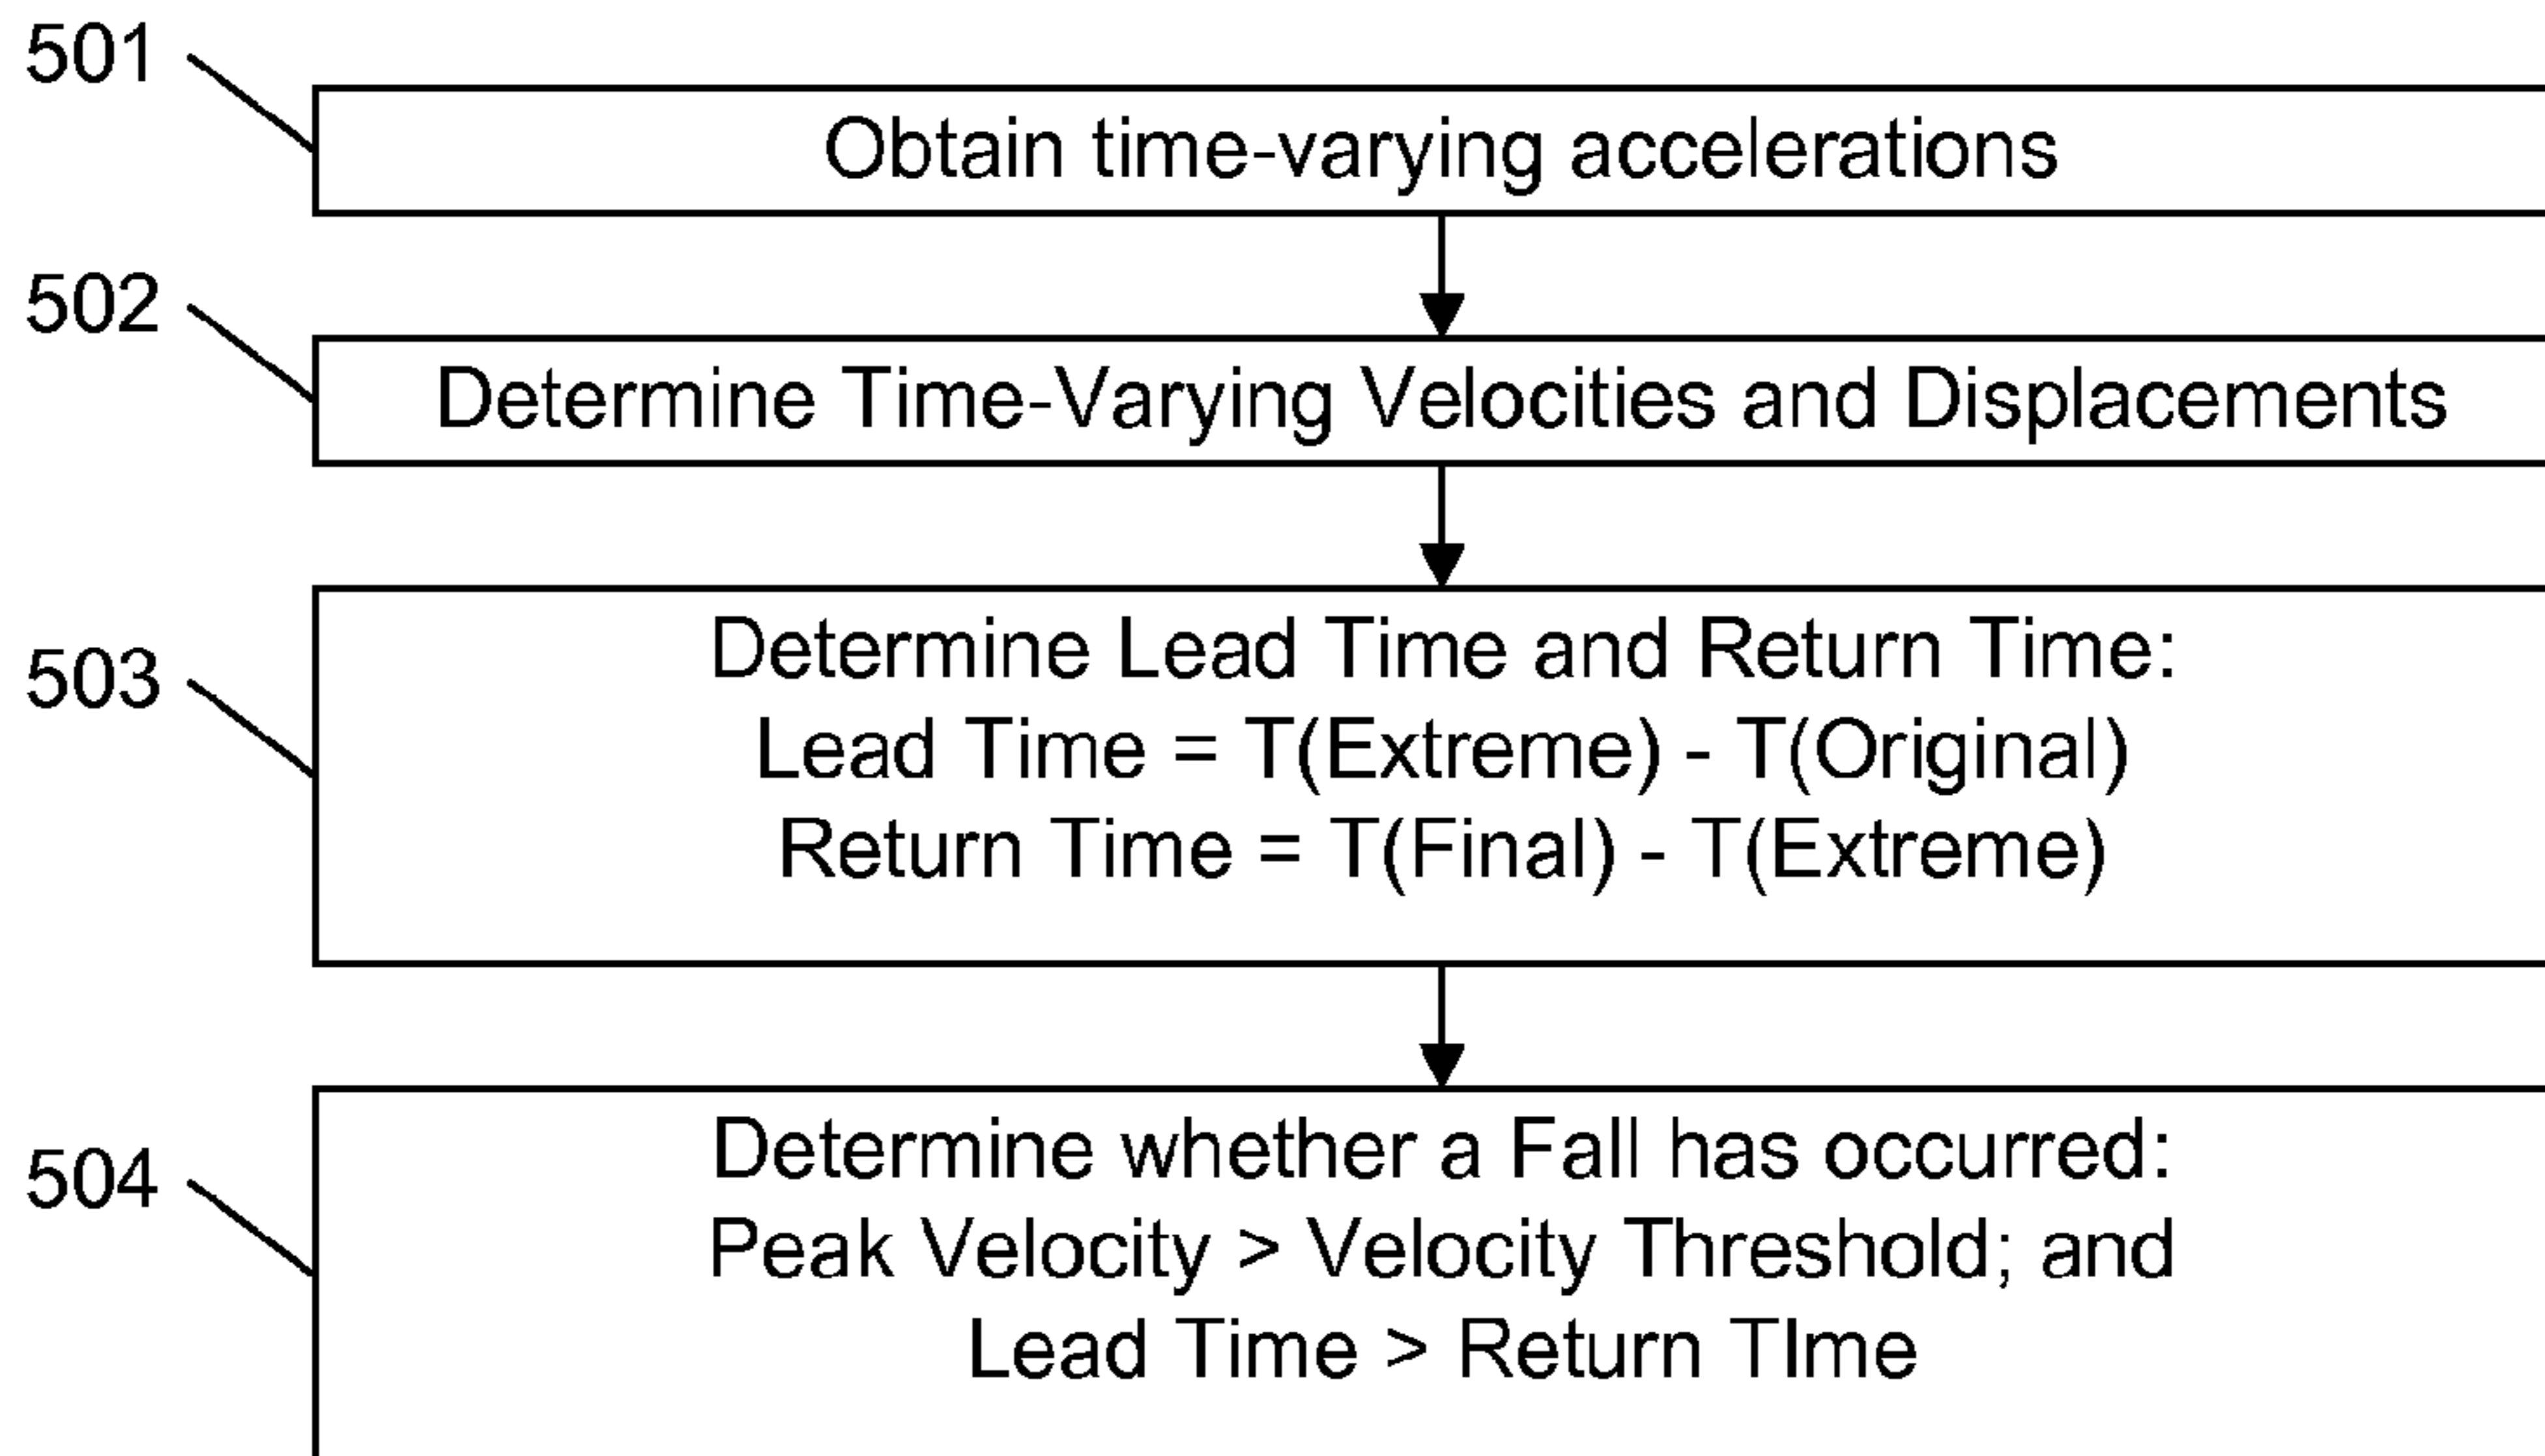 501
Obtain time-varying accelerations
502
Determine Time-Varying Velocities and Displacements
503
Determine Lead Time and Return Time:
Lead Time = T(Extreme) - T(Original)
Return Time = T(Final) - T(Extreme)
504
Determine whether a Fall has occurred:
Peak Velocity > Velocity Threshold; and
Lead Time > Return TIme